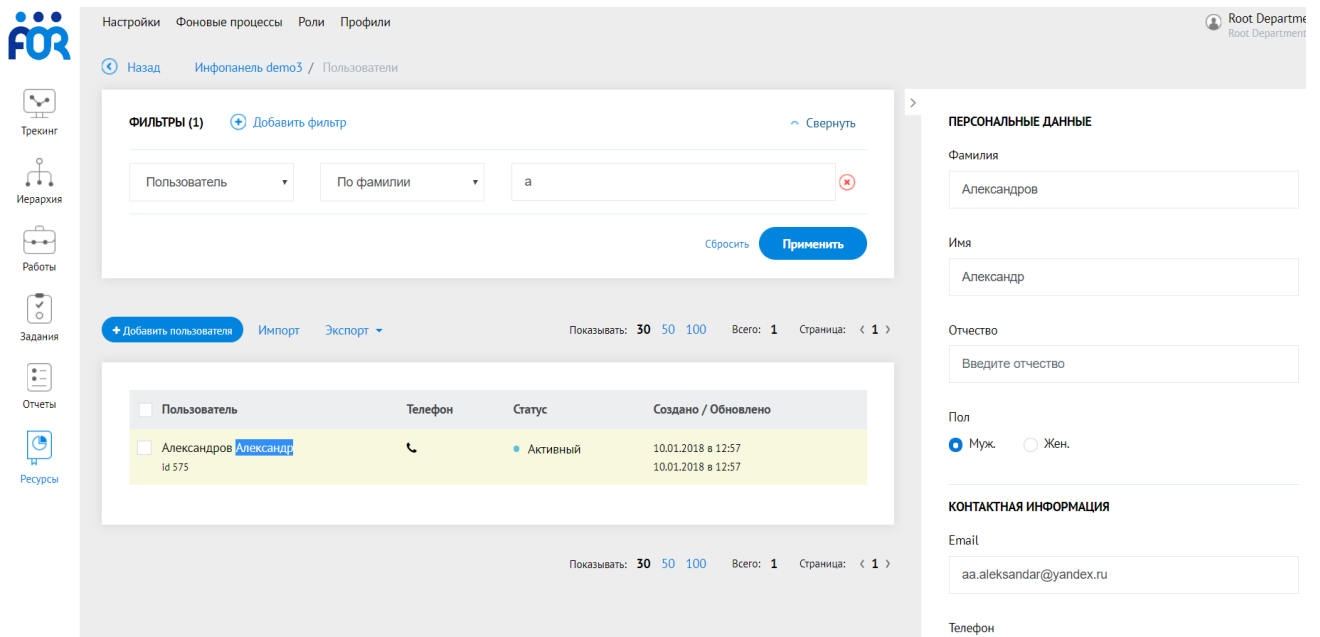 FOR
Настройки Фоновые процессы Роли Профили
Root Departme
Root Department
Назад Инфопанель demo3 / Пользователи
Трекинг
Иерархия
Работы
Задания
Отчеты
Ресурсы
ФИЛЬТРЫ (1) Добавить фильтр Свернуть
Пользователь По фамилии а
Сбросить Применить
+ Добавить пользователя Импорт Экспорт Показывать: 30 50 100 Всего: 1 Страница: 1
Пользователь Телефон Статус Создано / Обновлено
Александров Александр Активный 10.01.2018 в 12:57
id 575 10.01.2018 в 12:57
Показывать: 30 50 100 Всего: 1 Страница: 1
ПЕРСОНАЛЬНЫЕ ДАННЫЕ
Фамилия
Александров
Имя
Александр
Отчество
Введите отчество
Пол
Муж. Жен.
КОНТАКТНАЯ ИНФОРМАЦИЯ
Email
aa.aleksandar@yandex.ru
Телефон